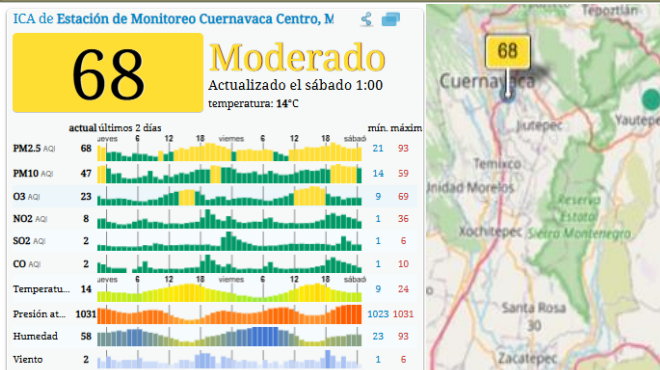 ICA de Estación de Monitoreo Cuernavaca Centro, M
68
Moderado
Actualizado el sábado 1:00
temperatura: 14°C
actual últimos 2 días
mín. máxim
jueves 6 12 18 viernes 6 12 18 sábad
PM2.5 AQI 68 21 93
PM10 AQI 47 14 59
O3 AQI 23 9 69
NO2 AQI 8 1 36
SO2 AQI 2 1 6
CO AQI 2 1 10
jueves 6 12 18 viernes 6 12 18 sábad
Temperatu... 14 9 24
Presión at... 1031 1023 1031
Humedad 58 23 93
Viento 2 1 6
Tepoztlán
68
Cuernavaca
Yautepec
Jiutepec
Temixco
Unidad Morelos
Reserva
Estatal
Sierra Montenegro
Xochitepec
Santa Rosa
30
Zacatepec